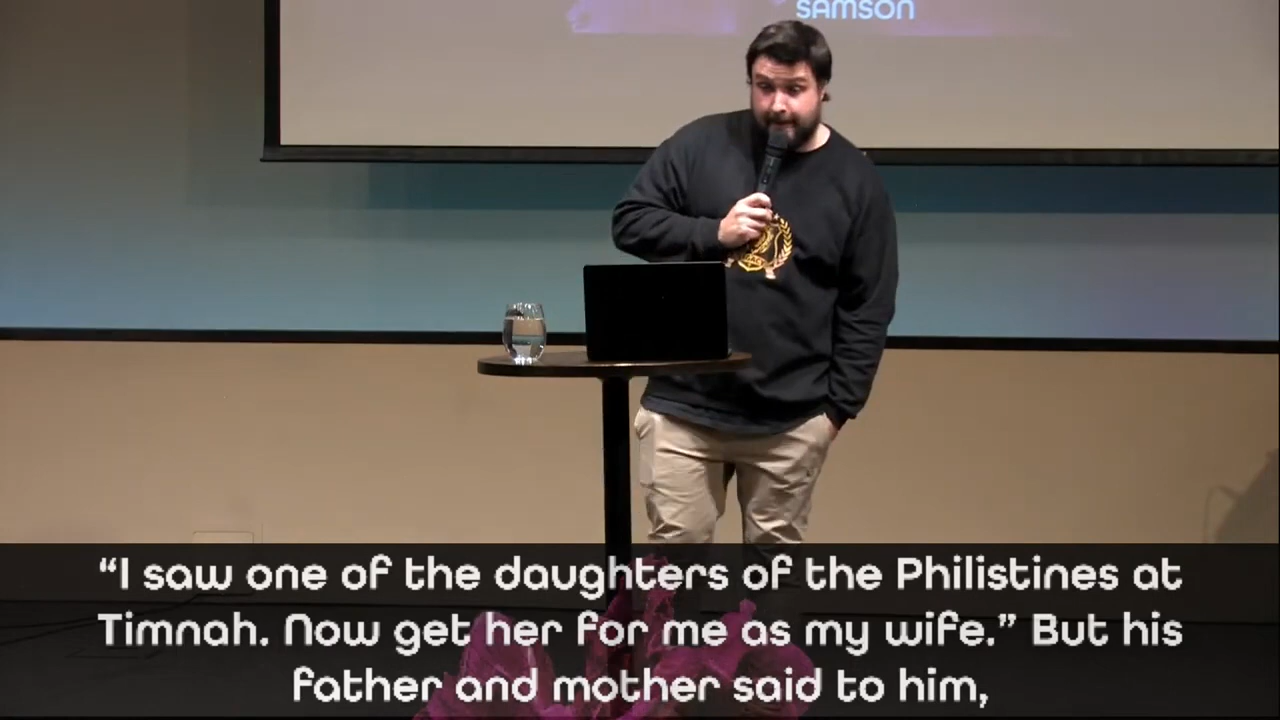 SAMSON
“I saw one of the daughters of the Philistines at
Timnah. Now get her for me as my wife.” But his
father and mother said to him,